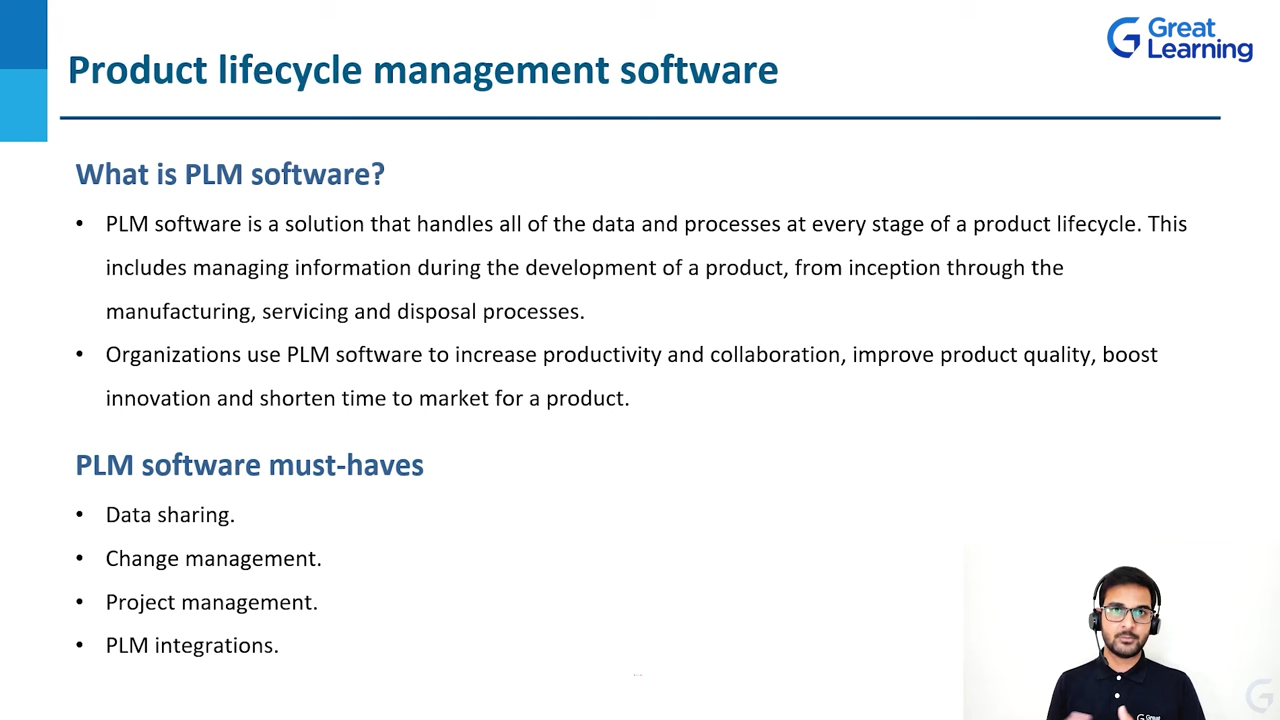 Great
Learning
Product lifecycle management software
What is PLM software?
• PLM software is a solution that handles all of the data and processes at every stage of a product lifecycle. This
includes managing information during the development of a product, from inception through the
manufacturing, servicing and disposal processes.
• Organizations use PLM software to increase productivity and collaboration, improve product quality, boost
innovation and shorten time to market for a product.
PLM software must-haves
• Data sharing.
• Change management.
• Project management.
• PLM integrations.
Great